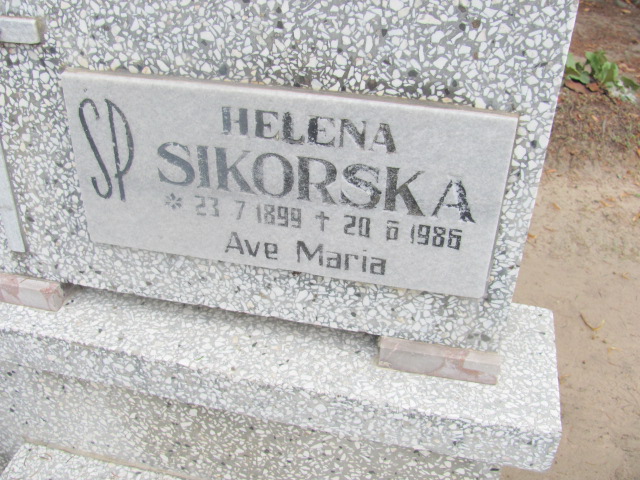 SP
HELENA
SIKORSKA
* 23 7 1899 + 20 6 1986
Ave Maria